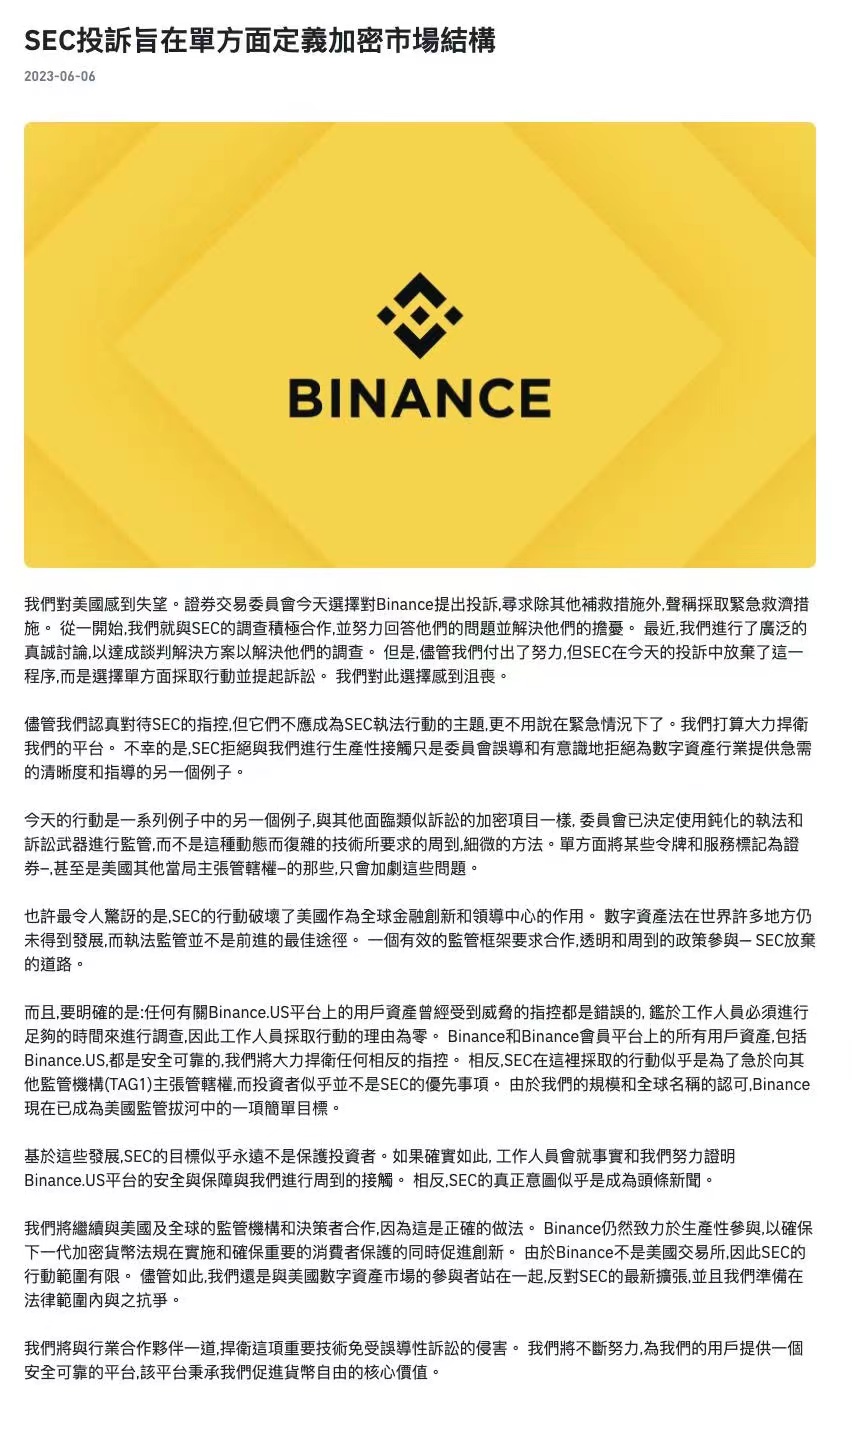 SEC投訴旨在單方面定義加密市場結構
2023-06-06
BINANCE
我們對美國感到失望。證券交易委員會今天選擇對Binance提出投訴,尋求除其他補救措施外,聲稱採取緊急救濟措
施。 從一開始,我們就與SEC的調查積極合作,並努力回答他們的問題並解決他們的擔憂。 最近,我們進行了廣泛的
真誠討論,以達成談判解決方案以解決他們的調查。 但是,儘管我們付出了努力,但SEC在今天的投訴中放棄了這一
程序,而是選擇單方面採取行動並提起訴訟。 我們對此選擇感到沮喪。
儘管我們認真對待SEC的指控,但它們不應成為SEC執法行動的主題,更不用說在緊急情況下了。我們打算大力捍衛
我們的平台。 不幸的是,SEC拒絕與我們進行生產性接觸只是委員會誤導和有意識地拒絕為數字資產行業提供急需
的清晰度和指導的另一個例子。
今天的行動是一系列例子中的另一個例子,與其他面臨類似訴訟的加密項目一樣, 委員會已決定使用鈍化的執法和
訴訟武器進行監管,而不是這種動態而復雜的技術所要求的周到,細微的方法。單方面將某些令牌和服務標記為證
券–,甚至是美國其他當局主張管轄權–的那些,只會加劇這些問題。
也許最令人驚訝的是,SEC的行動破壞了美國作為全球金融創新和領導中心的作用。 數字資產法在世界許多地方仍
未得到發展,而執法監管並不是前進的最佳途徑。 一個有效的監管框架要求合作,透明和周到的政策參與— SEC放棄
的道路。
而且,要明確的是:任何有關Binance.US平台上的用戶資產曾經受到威脅的指控都是錯誤的, 鑑於工作人員必須進行
足夠的時間來進行調查,因此工作人員採取行動的理由為零。 Binance和Binance會員平台上的所有用戶資產,包括
Binance.US,都是安全可靠的,我們將大力捍衛任何相反的指控。 相反,SEC在這裡採取的行動似乎是為了急於向其
他監管機構(TAG1)主張管轄權,而投資者似乎並不是SEC的優先事項。 由於我們的規模和全球名稱的認可,Binance
現在已成為美國監管拔河中的一項簡單目標。
基於這些發展,SEC的目標似乎永遠不是保護投資者。如果確實如此, 工作人員會就事實和我們努力證明
Binance.US平台的安全與保障與我們進行周到的接觸。 相反,SEC的真正意圖似乎是成為頭條新聞。
我們將繼續與美國及全球的監管機構和決策者合作,因為這是正確的做法。 Binance仍然致力於生產性參與,以確保
下一代加密貨幣法規在實施和確保重要的消費者保護的同時促進創新。 由於Binance不是美國交易所,因此SEC的
行動範圍有限。 儘管如此,我們還是與美國數字資產市場的參與者站在一起,反對SEC的最新擴張,並且我們準備在
法律範圍內與之抗爭。
我們將與行業合作夥伴一道,捍衛這項重要技術免受誤導性訴訟的侵害。 我們將不斷努力,為我們的用戶提供一個
安全可靠的平台,該平台秉承我們促進貨幣自由的核心價值。